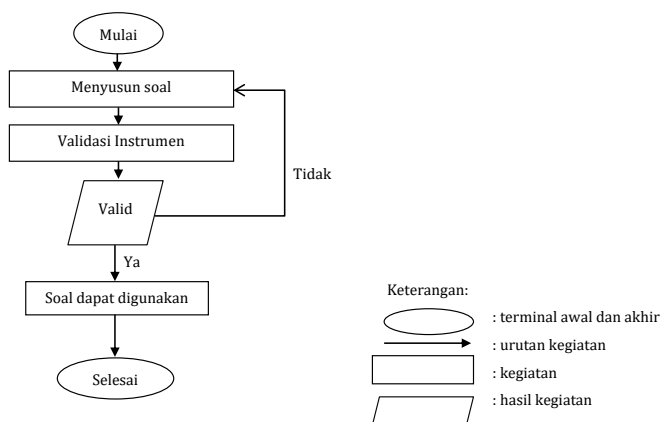 Mulai
Menyusun soal
Validasi Instrumen
Tidak
Valid
Ya
Soal dapat digunakan
Selesai
Keterangan:
: terminal awal dan akhir
: urutan kegiatan
: kegiatan
: hasil kegiatan